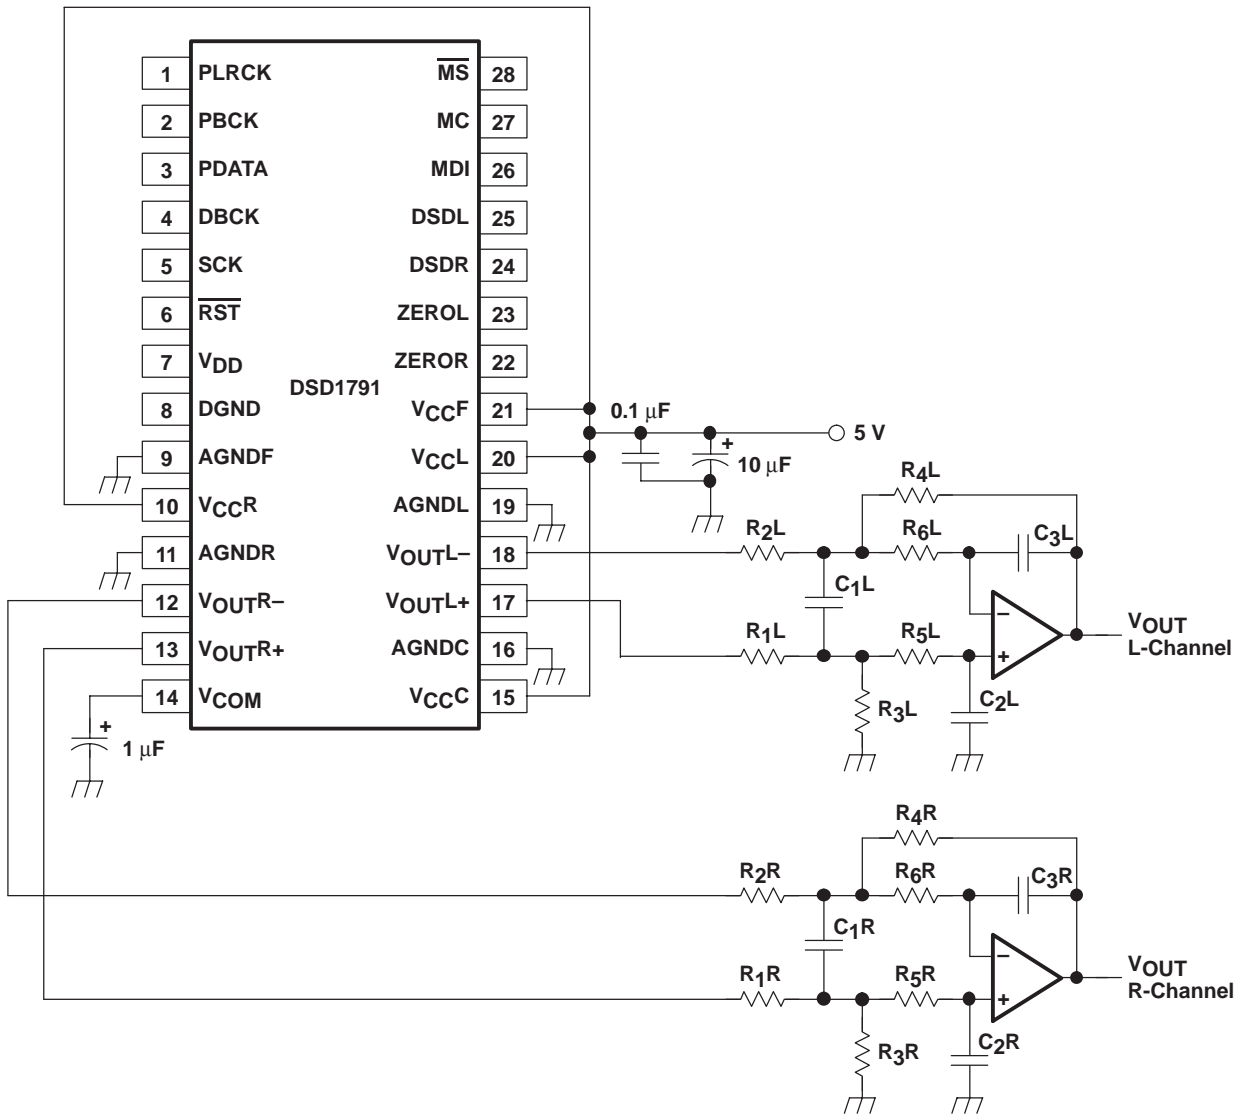 1 PLRCK
2 PBCK
3 PDATA
4 DBCK
5 SCK
6 RST
7 VDD
8 DGND
9 AGNDF
10 VCCR
11 AGNDR
12 VOUTR–
13 VOUTR+
14 VCOM
DSD1791
MS 28
MC 27
MDI 26
DSDL 25
DSDR 24
ZEROL 23
ZEROR 22
VCCF 21
VCCL 20
AGNDL 19
VOUTL– 18
VOUTL+ 17
AGNDC 16
VCCC 15
+
1 μF
0.1 μF
+
10 μF
5 V
R4L
R2L
R6L
C3L
C1L
R1L
R5L
–
+
R3L
C2L
VOUT
L-Channel
R4R
R2R
R6R
C3R
C1R
R1R
R5R
–
+
R3R
C2R
VOUT
R-Channel